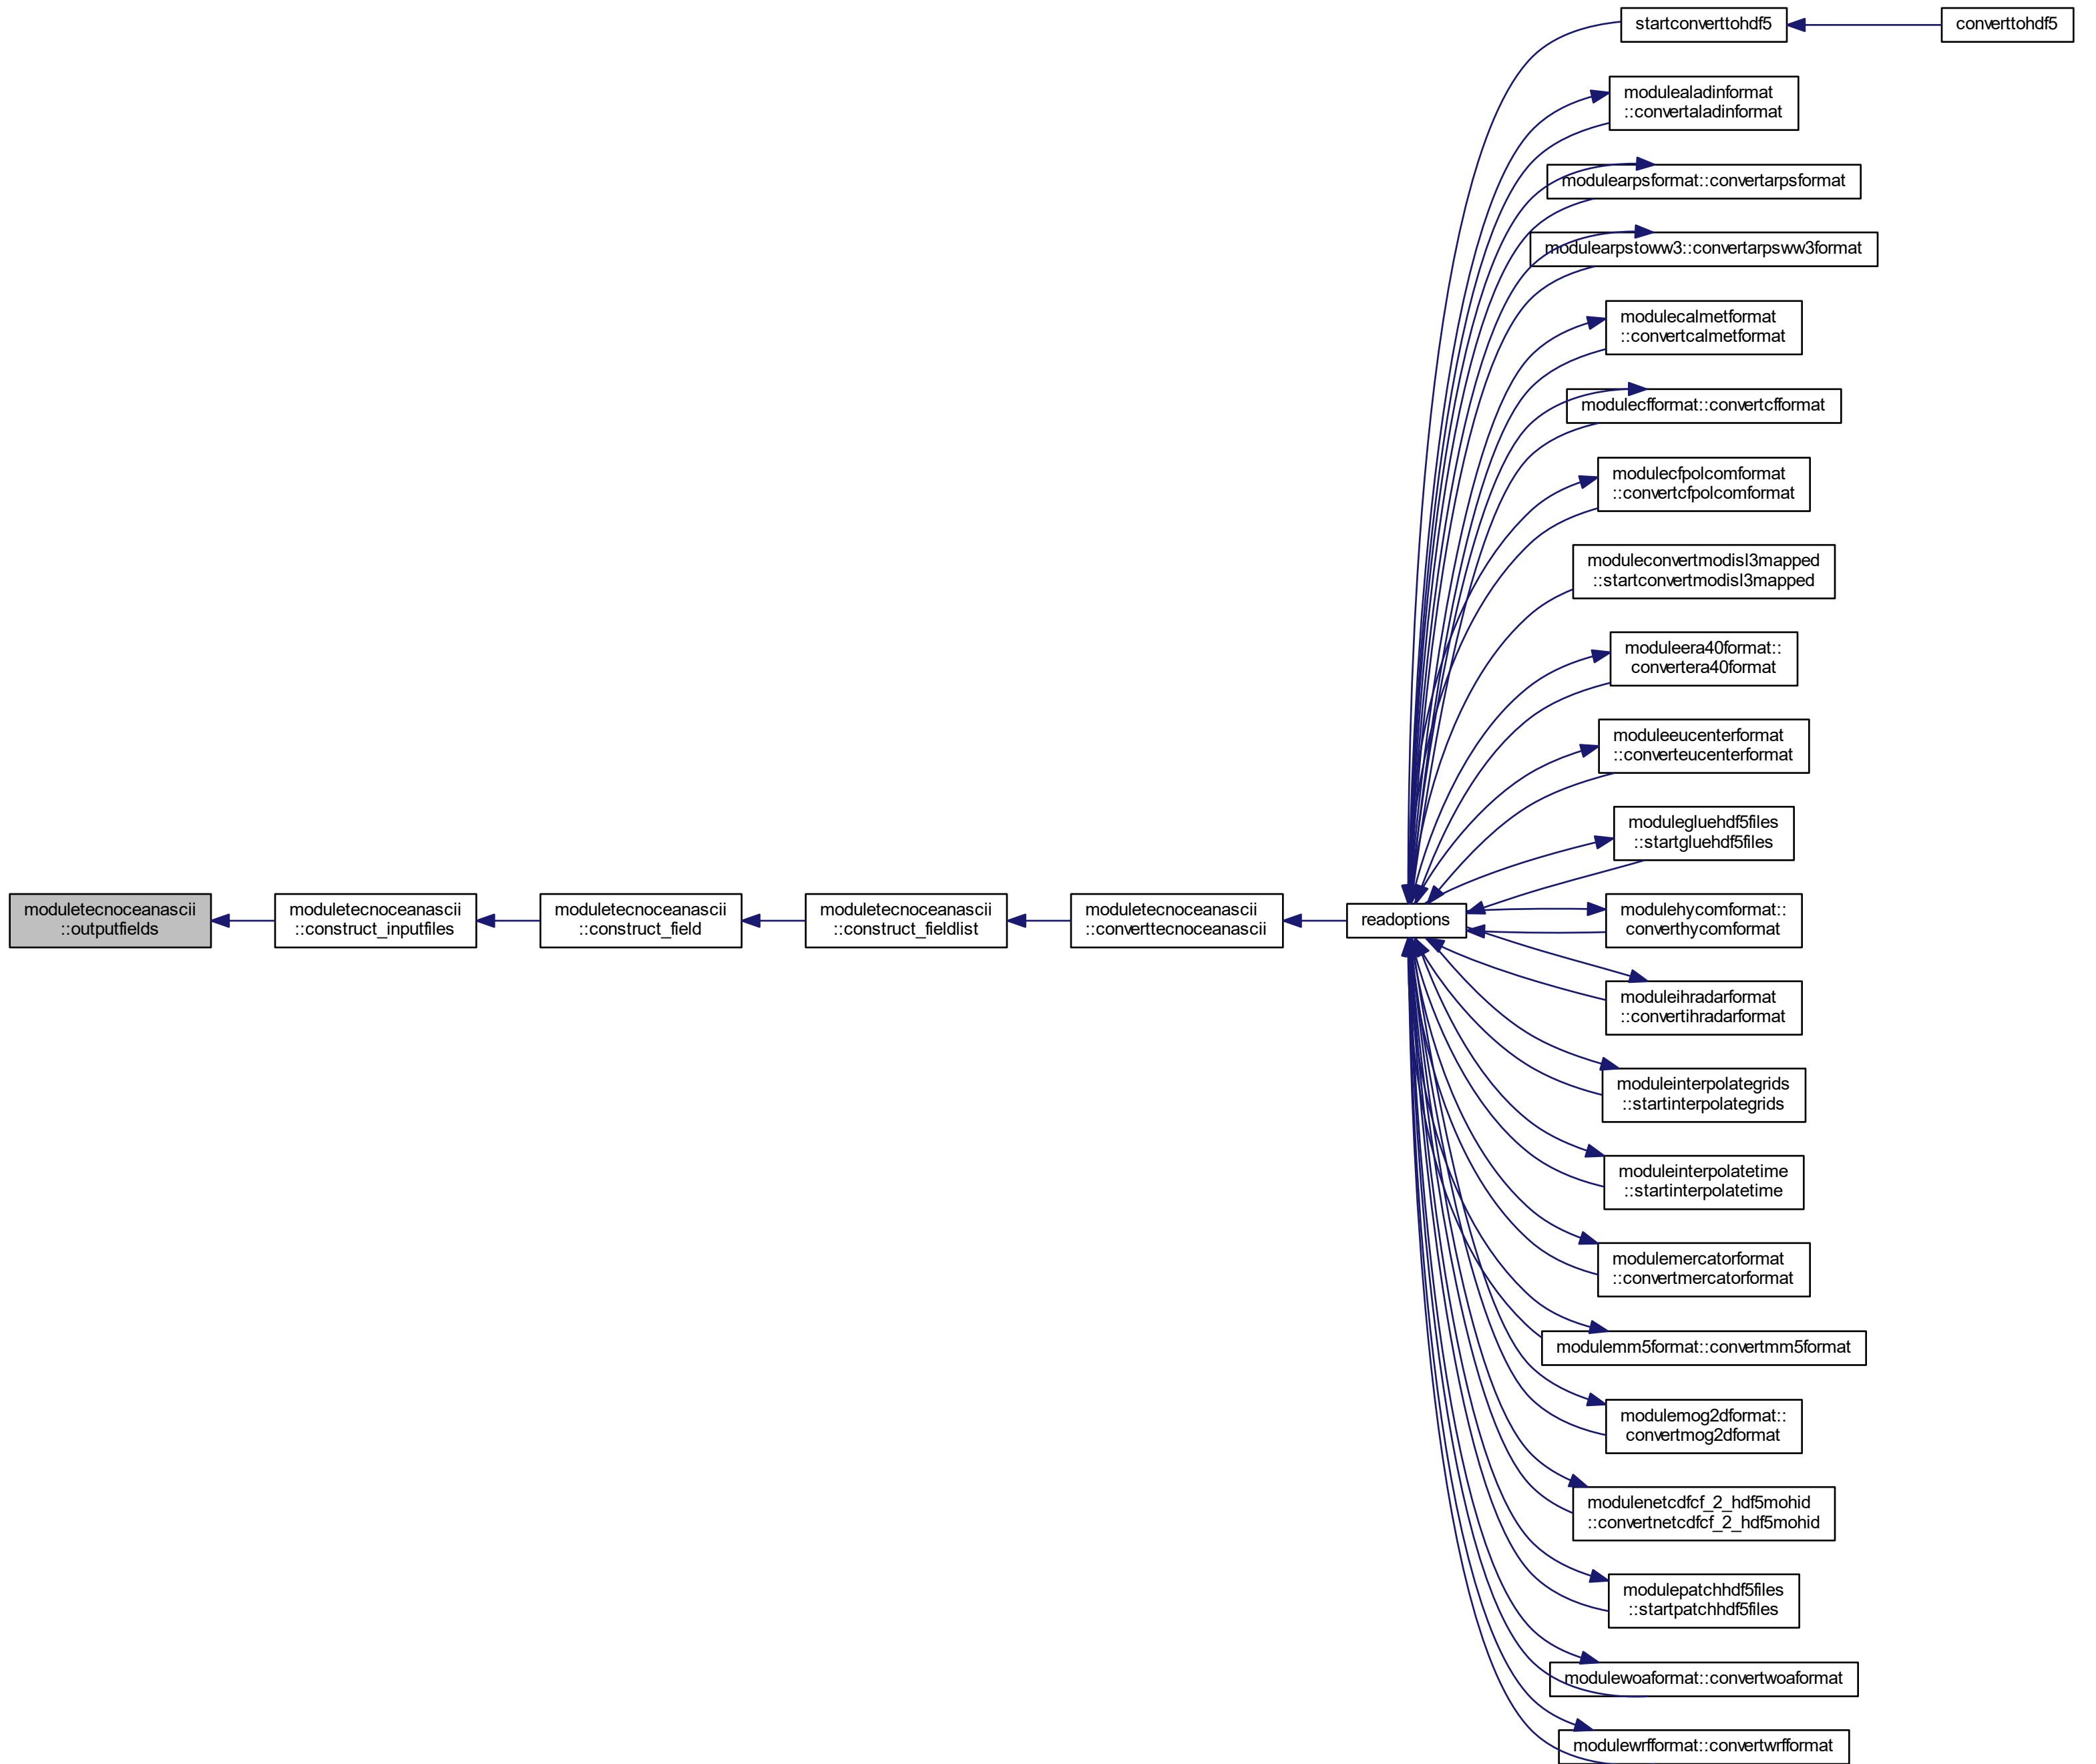 startconverttohdf5
converttohdf5
modulealadinformat
::convertaladinformat
modulearpsformat::convertarpsformat
modulearpstoww3::convertarpsww3format
modulecalmetformat
::convertcalmetformat
modulecfformat::convertcfformat
modulecfpolcomformat
::convertcfpolcomformat
moduleconvertmodisl3mapped
::startconvertmodisl3mapped
moduleera40format::
convertera40format
moduleeucenterformat
::converteucenterformat
modulegluehdf5files
::startgluehdf5files
moduletecnoceanascii
::outputfields
moduletecnoceanascii
::construct_inputfiles
moduletecnoceanascii
::construct_field
moduletecnoceanascii
::construct_fieldlist
moduletecnoceanascii
::converttecnoceanascii
readoptions
modulehycomformat::
converthycomformat
moduleihradarformat
::convertihradarformat
moduleinterpolategrids
::startinterpolategrids
moduleinterpolatetime
::startinterpolatetime
modulemercatorformat
::convertmercatorformat
modulemm5format::convertmm5format
modulemog2dformat::
convertmog2dformat
modulenetcdfcf_2_hdf5mohid
::convertnetcdfcf_2_hdf5mohid
modulepatchhdf5files
::startpatchhdf5files
modulewoaformat::convertwoaformat
modulewrfformat::convertwrfformat